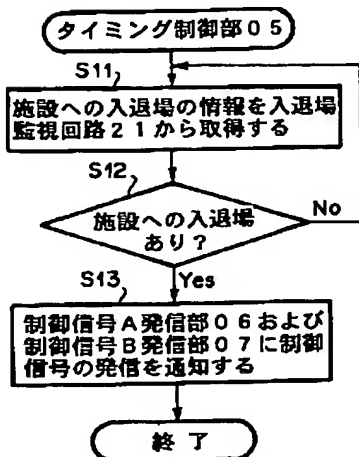 タイミング制御部05
S11
施設への入退場の情報を入退場
監視回路21から取得する
S12
施設への入退場
あり?
No
Yes
S13
制御信号A発信部06および
制御信号B発信部07に制御
信号の発信を通知する
終了